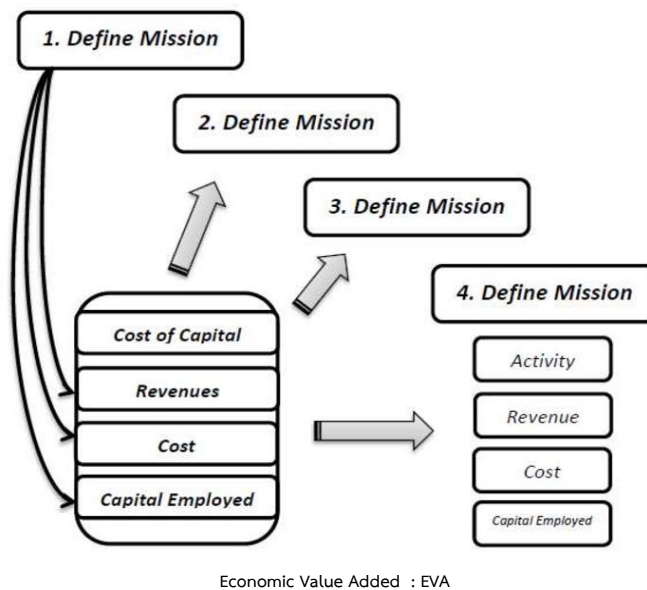 1. Define Mission
2. Define Mission
3. Define Mission
4. Define Mission
Cost of Capital
Revenues
Cost
Capital Employed
Activity
Revenue
Cost
Capital Employed
Economic Value Added : EVA